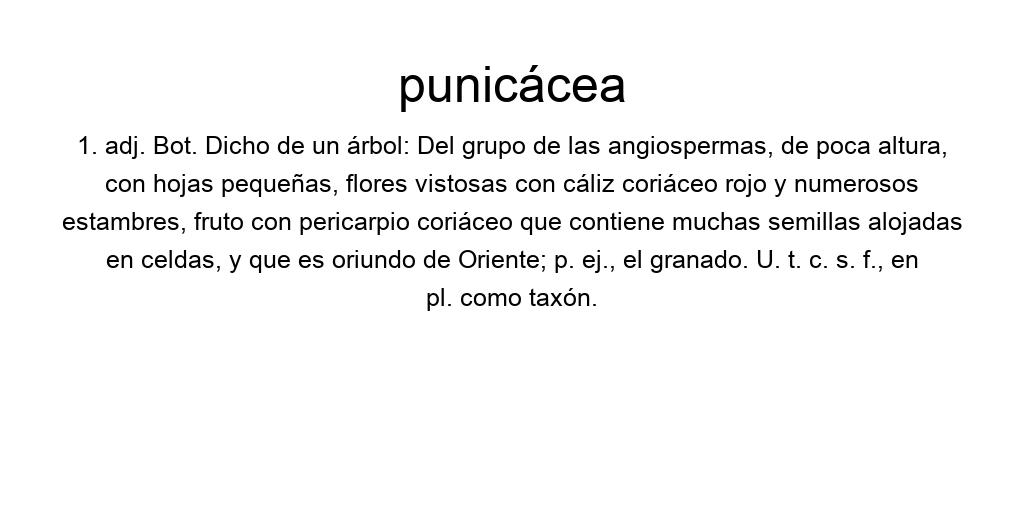 punicácea
1. adj. Bot. Dicho de un árbol: Del grupo de las angiospermas, de poca altura,
con hojas pequeñas, flores vistosas con cáliz coriáceo rojo y numerosos
estambres, fruto con pericarpio coriáceo que contiene muchas semillas alojadas
en celdas, y que es oriundo de Oriente; p. ej., el granado. U. t. c. s. f., en
pl. como taxón.